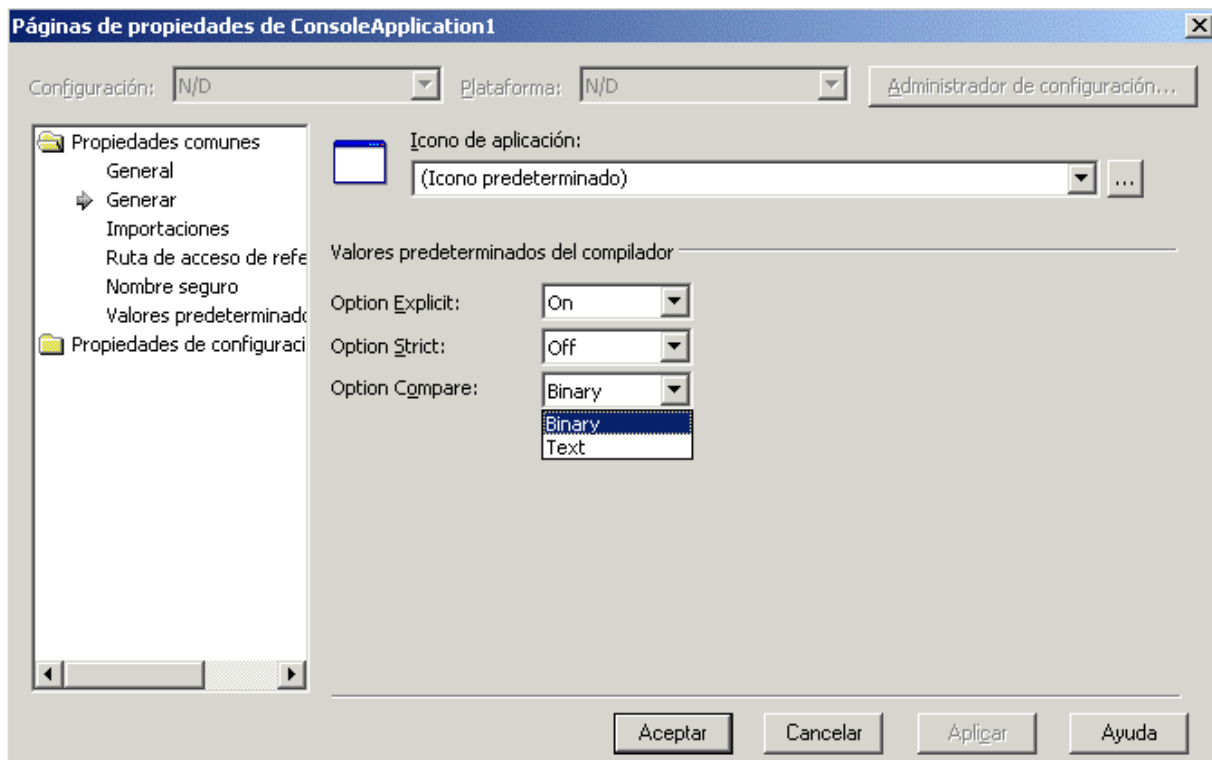 Páginas de propiedades de ConsoleApplication1
Configuración: N/D Plataforma: N/D Administrador de configuración...
Propiedades comunes
General
Generar
Importaciones
Ruta de acceso de refe
Nombre seguro
Valores predeterminado
Propiedades de configuraci
Icono de aplicación:
(Icono predeterminado)
...
Valores predeterminados del compilador
Option Explicit: On
Option Strict: Off
Option Compare: Binary
Binary
Text
Aceptar Cancelar Aplicar Ayuda